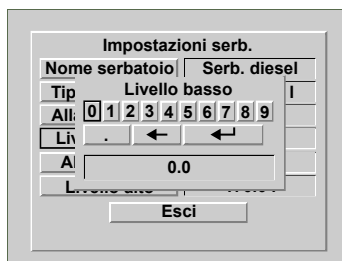 Impostazioni serb.
Nome serbatoio Serb. diesel
Livello basso
0 1 2 3 4 5 6 7 8 9
.
0.0
Esci